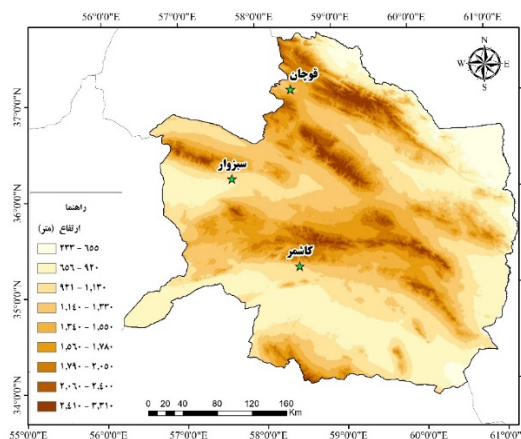 56°0'0"E 57°0'0"E 58°0'0"E 59°0'0"E 60°0'0"E 61°0'0"E
N
W E
S
37°0'0"N
36°0'0"N
35°0'0"N
34°0'0"N
قوچان
سبزوار
کاشمر
راهنما
ارتفاع (متر)
۲۳۳ - ۶۵۵
۶۵۶ - ۹۲۰
۹۲۱ - ۱,۱۳۰
۱,۱۴۰ - ۱,۳۳۰
۱,۳۴۰ - ۱,۵۵۰
۱,۵۶۰ - ۱,۷۸۰
۱,۷۹۰ - ۲,۰۵۰
۲,۰۶۰ - ۲,۴۰۰
۲,۴۱۰ - ۳,۳۱۰
0 20 40 80 120 160
Km
55°0'0"E 56°0'0"E 57°0'0"E 58°0'0"E 59°0'0"E 60°0'0"E 61°0'0"E